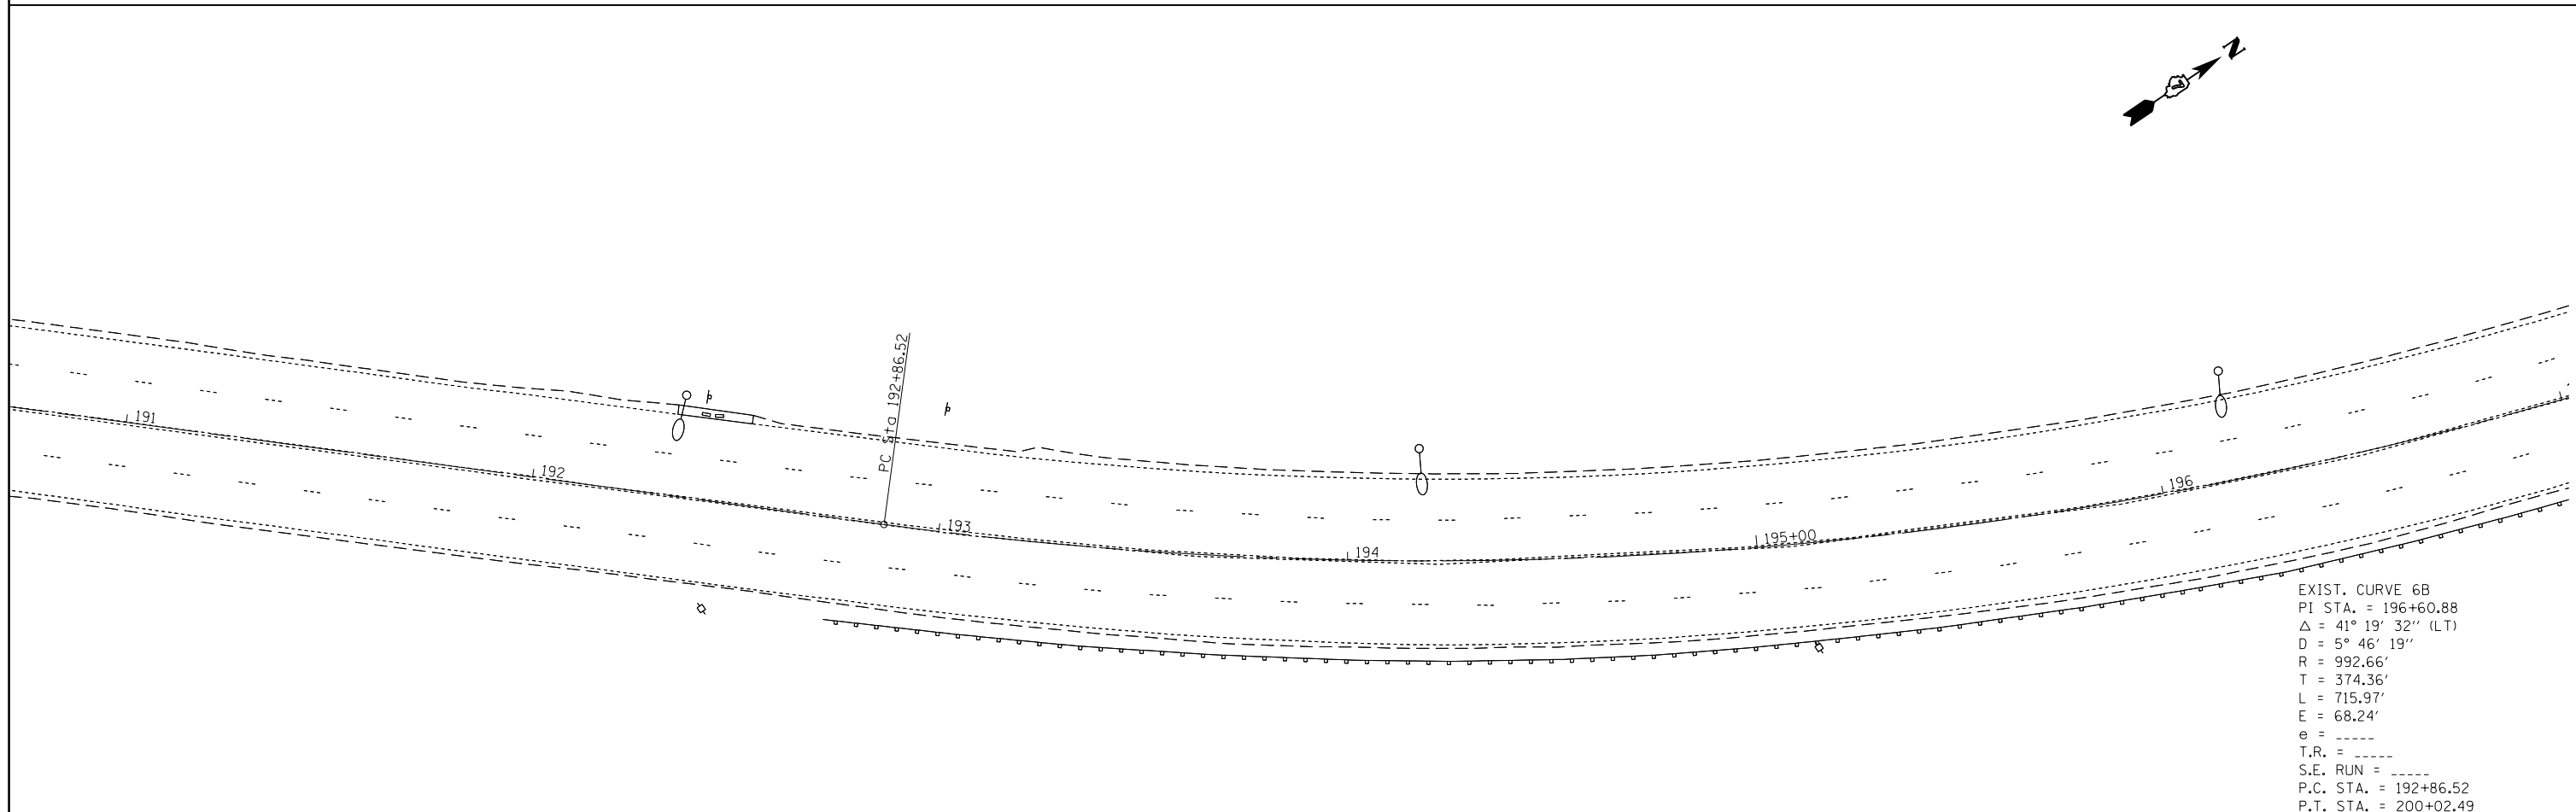 N
PC Sta 192+86.52
191
192
193
194
195+00
196
EXIST. CURVE 6B
PI STA. = 196+60.88
Δ = 41° 19' 32'' (LT)
D = 5° 46' 19''
R = 992.66'
T = 374.36'
L = 715.97'
E = 68.24'
e = _____
T.R. = _____
S.E. RUN = _____
P.C. STA. = 192+86.52
P.T. STA. = 200+02.49